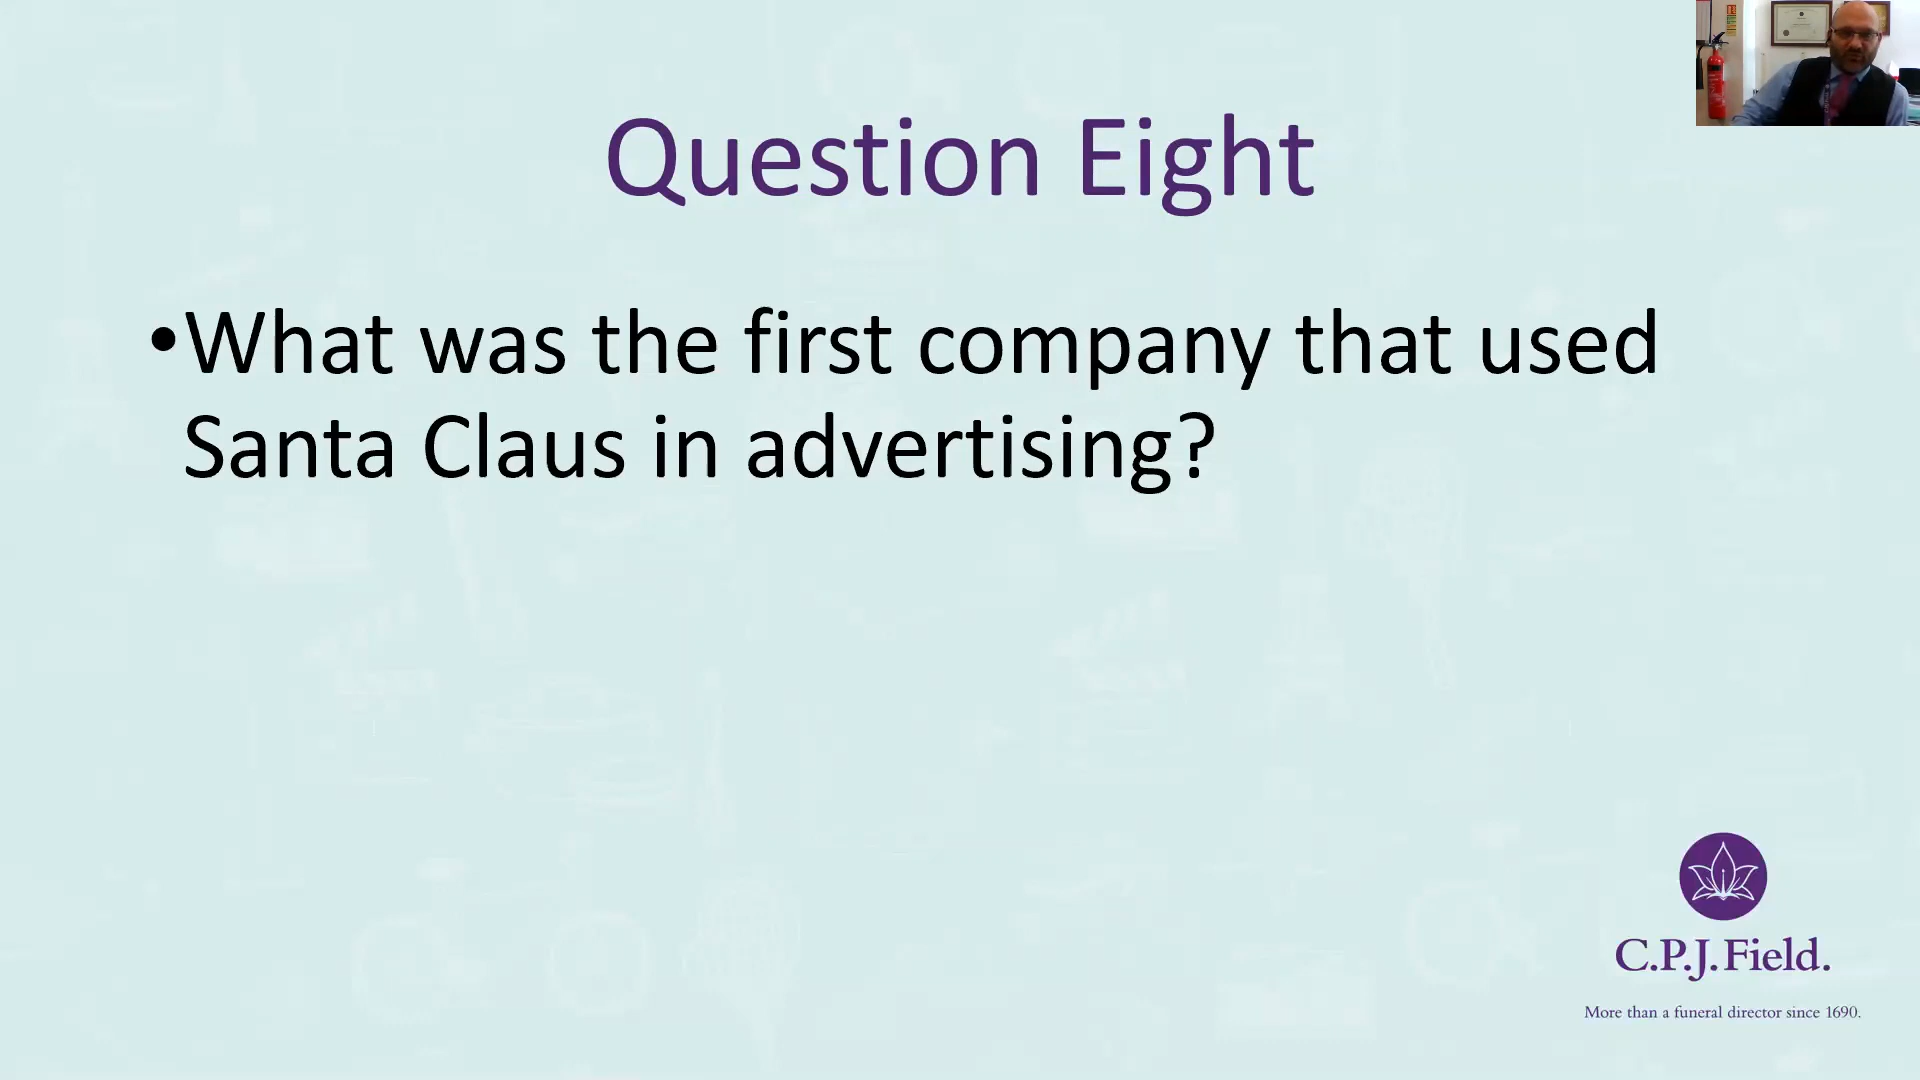 Question Eight
•What was the first company that used
Santa Claus in advertising?
C.P.J. Field.
More than a funeral director since 1690.